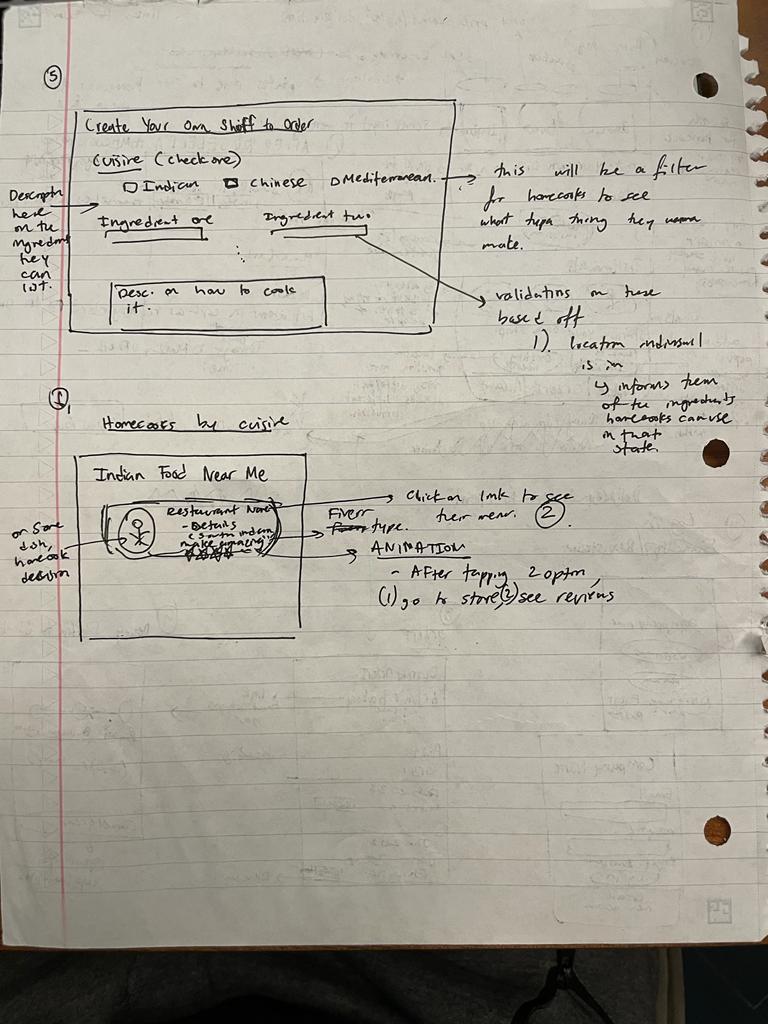 5
Create Your Own Stuff to Order
Cuisine (check one)
Indian Chinese Mediterranean
Ingredient one Ingredient two
Desc. on how to cook
it.
here
on the
ingredients
they
can
list.
this will be a filter
for homecooks to see
what type thing they wanna
make.
validations on these
based off
1). location individual
is in
↳ informs them
of the ingredients
homecooks can use
in that
state.
1
Homecooks by cuisine
Indian Food Near Me
Restaurant Name
- Details
or some
dish,
homecook
decision
Click on link to see
their menu. 2
Fiverr
type.
ANIMATION
- After tapping 2 option,
(1) go to store, (2) see reviews